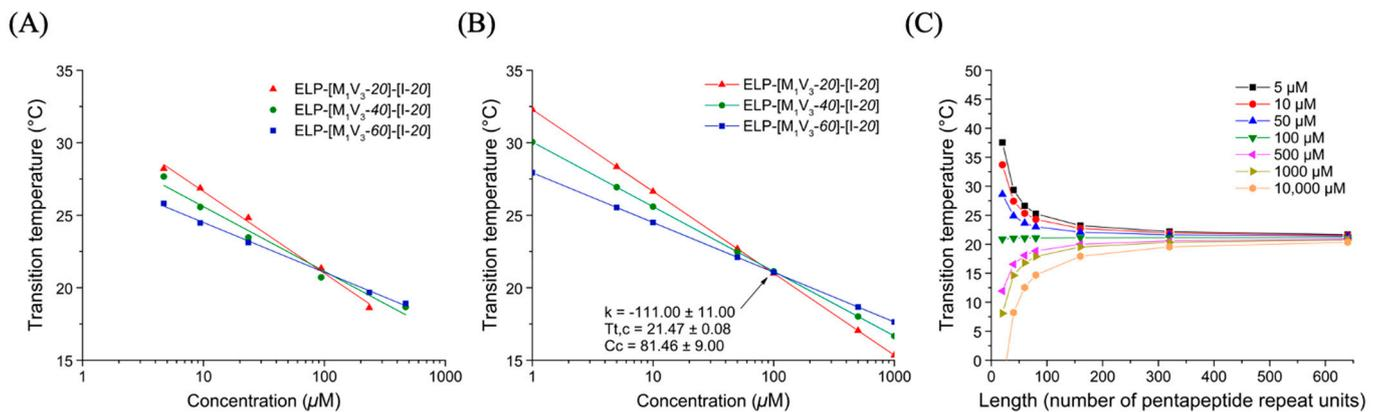 (A)
35
30
25
20
15
1
10
100
1000
Transition temperature (°C)
Concentration (µM)
ELP-[M₁V₃-20]-[I-20]
ELP-[M₁V₃-40]-[I-20]
ELP-[M₁V₃-60]-[I-20]
(B)
35
30
25
20
15
1
10
100
1000
Transition temperature (°C)
Concentration (µM)
ELP-[M₁V₃-20]-[I-20]
ELP-[M₁V₃-40]-[I-20]
ELP-[M₁V₃-60]-[I-20]
k = -111.00 ± 11.00
Tt,c = 21.47 ± 0.08
Cc = 81.46 ± 9.00
(C)
50
45
40
35
30
25
20
15
10
5
0
0
100
200
300
400
500
600
Transition temperature (°C)
Length (number of pentapeptide repeat units)
5 µM
10 µM
50 µM
100 µM
500 µM
1000 µM
10,000 µM